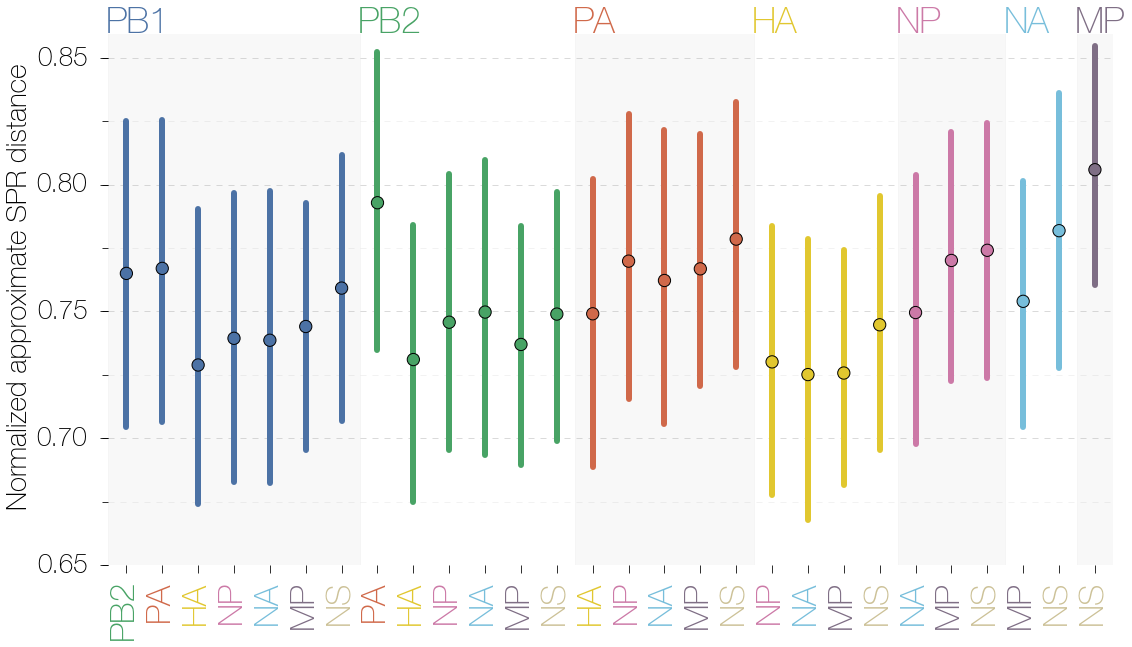 PB1 PB2 PA HA NP NA MP
Normalized approximate SPR distance
0.85
0.80
0.75
0.70
0.65
PB2 PA HA NP NA MP NS PA HA NP NA MP NS HA NP NA MP NS NP NA MP NS NA MP NS MP NS NS